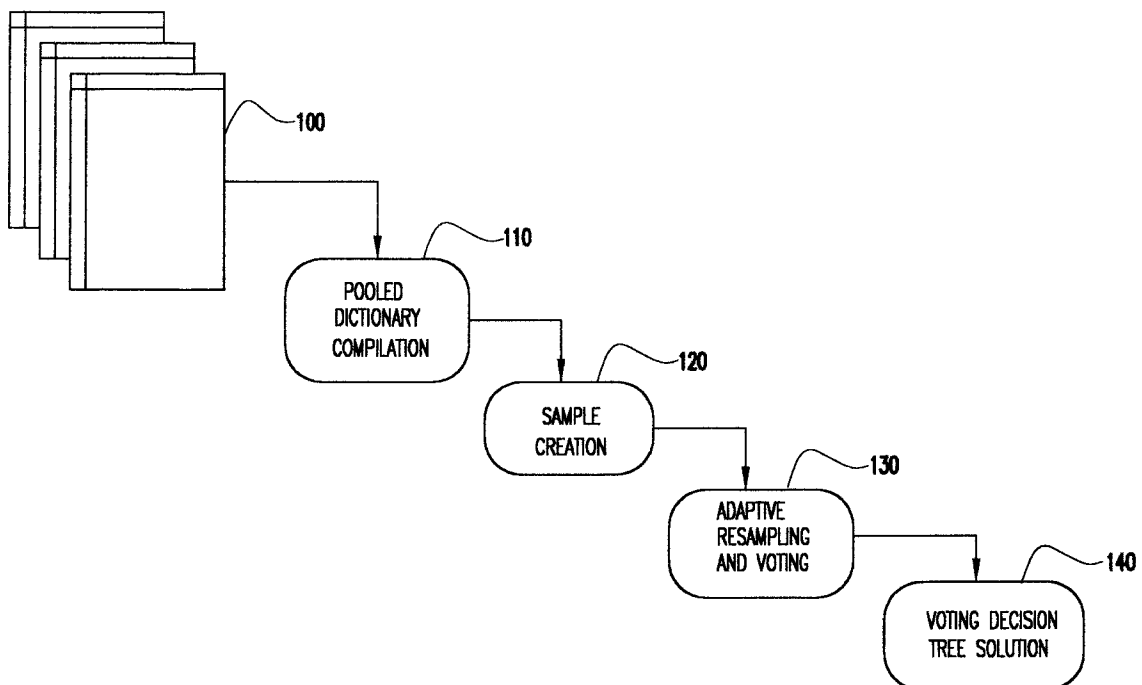 100
110
POOLED
DICTIONARY
COMPILATION
120
SAMPLE
CREATION
130
ADAPTIVE
RESAMPLING
AND VOTING
140
VOTING DECISION
TREE SOLUTION